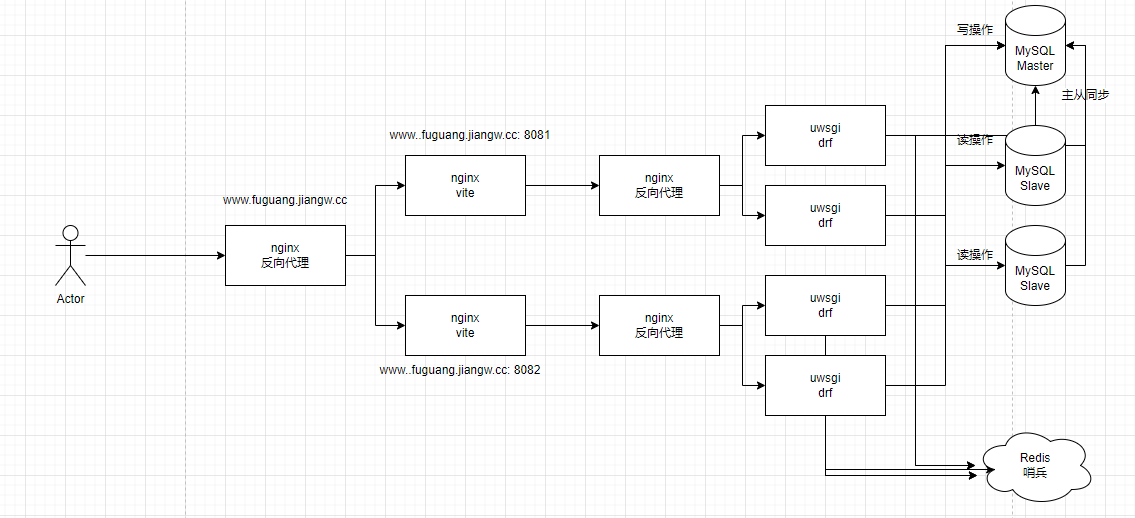 写操作
MySQL
Master
主从同步
www..fuguang.jiangw.cc: 8081
uwsgi
drf
读操作
nginx
vite
nginx
反向代理
MySQL
Slave
www.fuguang.jiangw.cc
uwsgi
drf
nginx
反向代理
读操作
MySQL
Slave
Actor
nginx
vite
nginx
反向代理
uwsgi
drf
www..fuguang.jiangw.cc: 8082
uwsgi
drf
Redis
哨兵